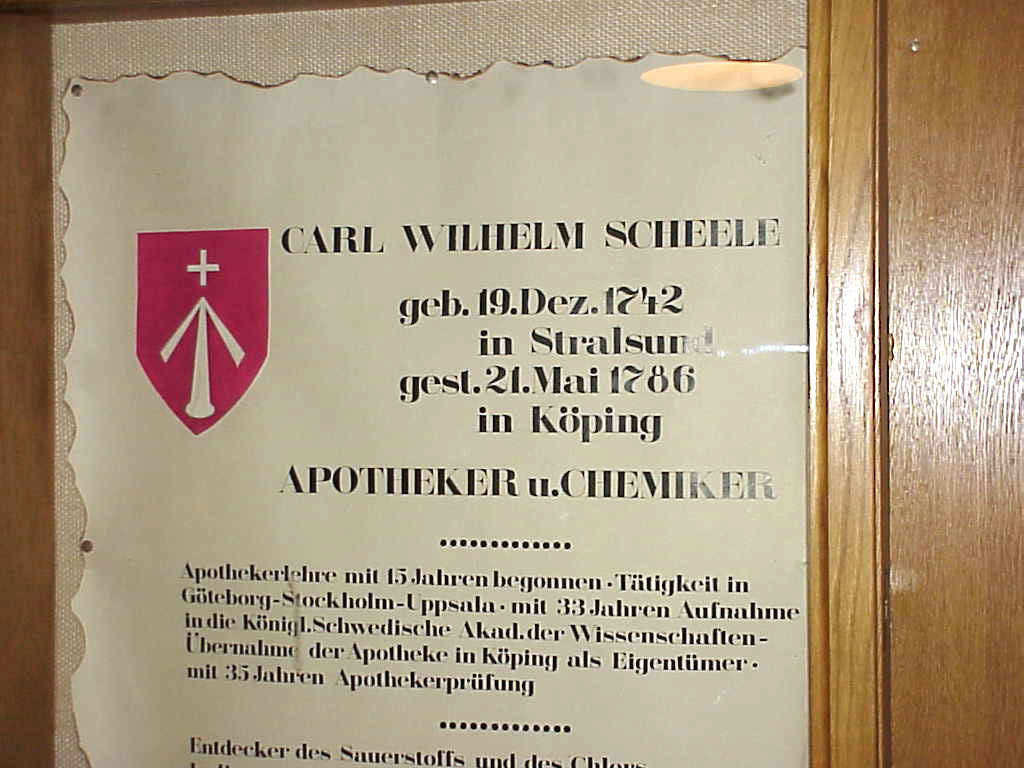 CARL WILHELM SCHEELE
geb. 19.Dez.1742
in Stralsund
gest. 21.Mai 1786
in Köping
APOTHEKER u.CHEMIKER
Apothekerlehre mit 15 Jahren begonnen · Tätigkeit in
Göteborg-Stockholm-Uppsala · mit 33 Jahren Aufnahme
in die Königl. Schwedische Akad. der Wissenschaften-
Übernahme der Apotheke in Köping als Eigentümer ·
mit 35 Jahren Apothekerprüfung
Entdecker des Sauerstoffs und des Chlors